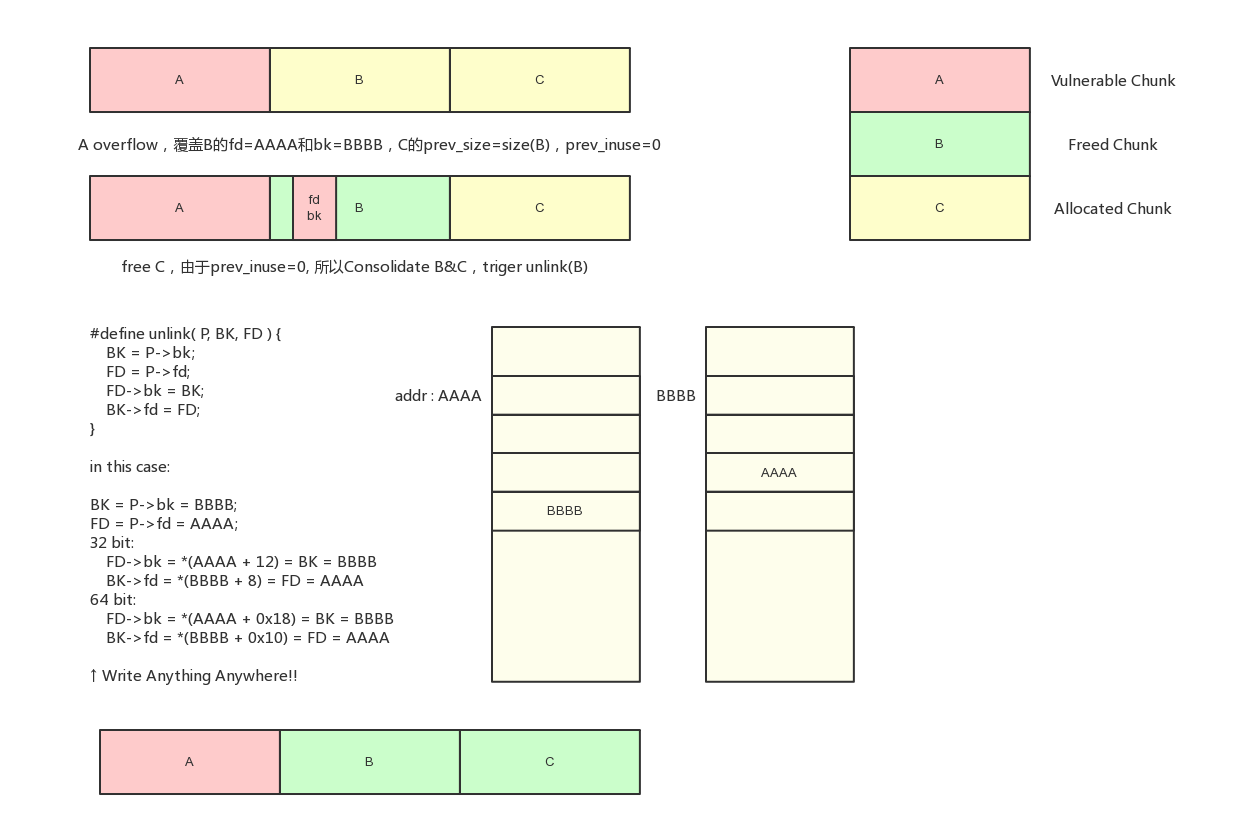 A
B
C
A
Vulnerable Chunk
A overflow，覆盖B的fd=AAAA和bk=BBBB，C的prev_size=size(B)，prev_inuse=0
B
Freed Chunk
A
fd
bk
B
C
C
Allocated Chunk
free C，由于prev_inuse=0, 所以Consolidate B&C，triger unlink(B)
#define unlink( P, BK, FD ) {
BK = P->bk;
FD = P->fd;
FD->bk = BK;
BK->fd = FD;
}
in this case:
BK = P->bk = BBBB;
FD = P->fd = AAAA;
32 bit:
FD->bk = *(AAAA + 12) = BK = BBBB
BK->fd = *(BBBB + 8) = FD = AAAA
64 bit:
FD->bk = *(AAAA + 0x18) = BK = BBBB
BK->fd = *(BBBB + 0x10) = FD = AAAA
↑ Write Anything Anywhere!!
addr : AAAA
BBBB
BBBB
AAAA
A
B
C